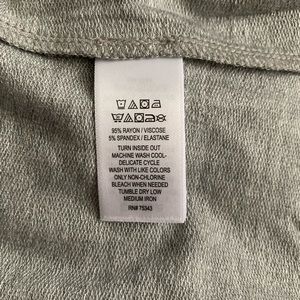 95% RAYON / VISCOSE
5% SPANDEX / ELASTANE
TURN INSIDE OUT
MACHINE WASH COOL-
DELICATE CYCLE
WASH WITH LIKE COLORS
ONLY NON-CHLORINE
BLEACH WHEN NEEDED
TUMBLE DRY LOW
MEDIUM IRON
RN# 75343